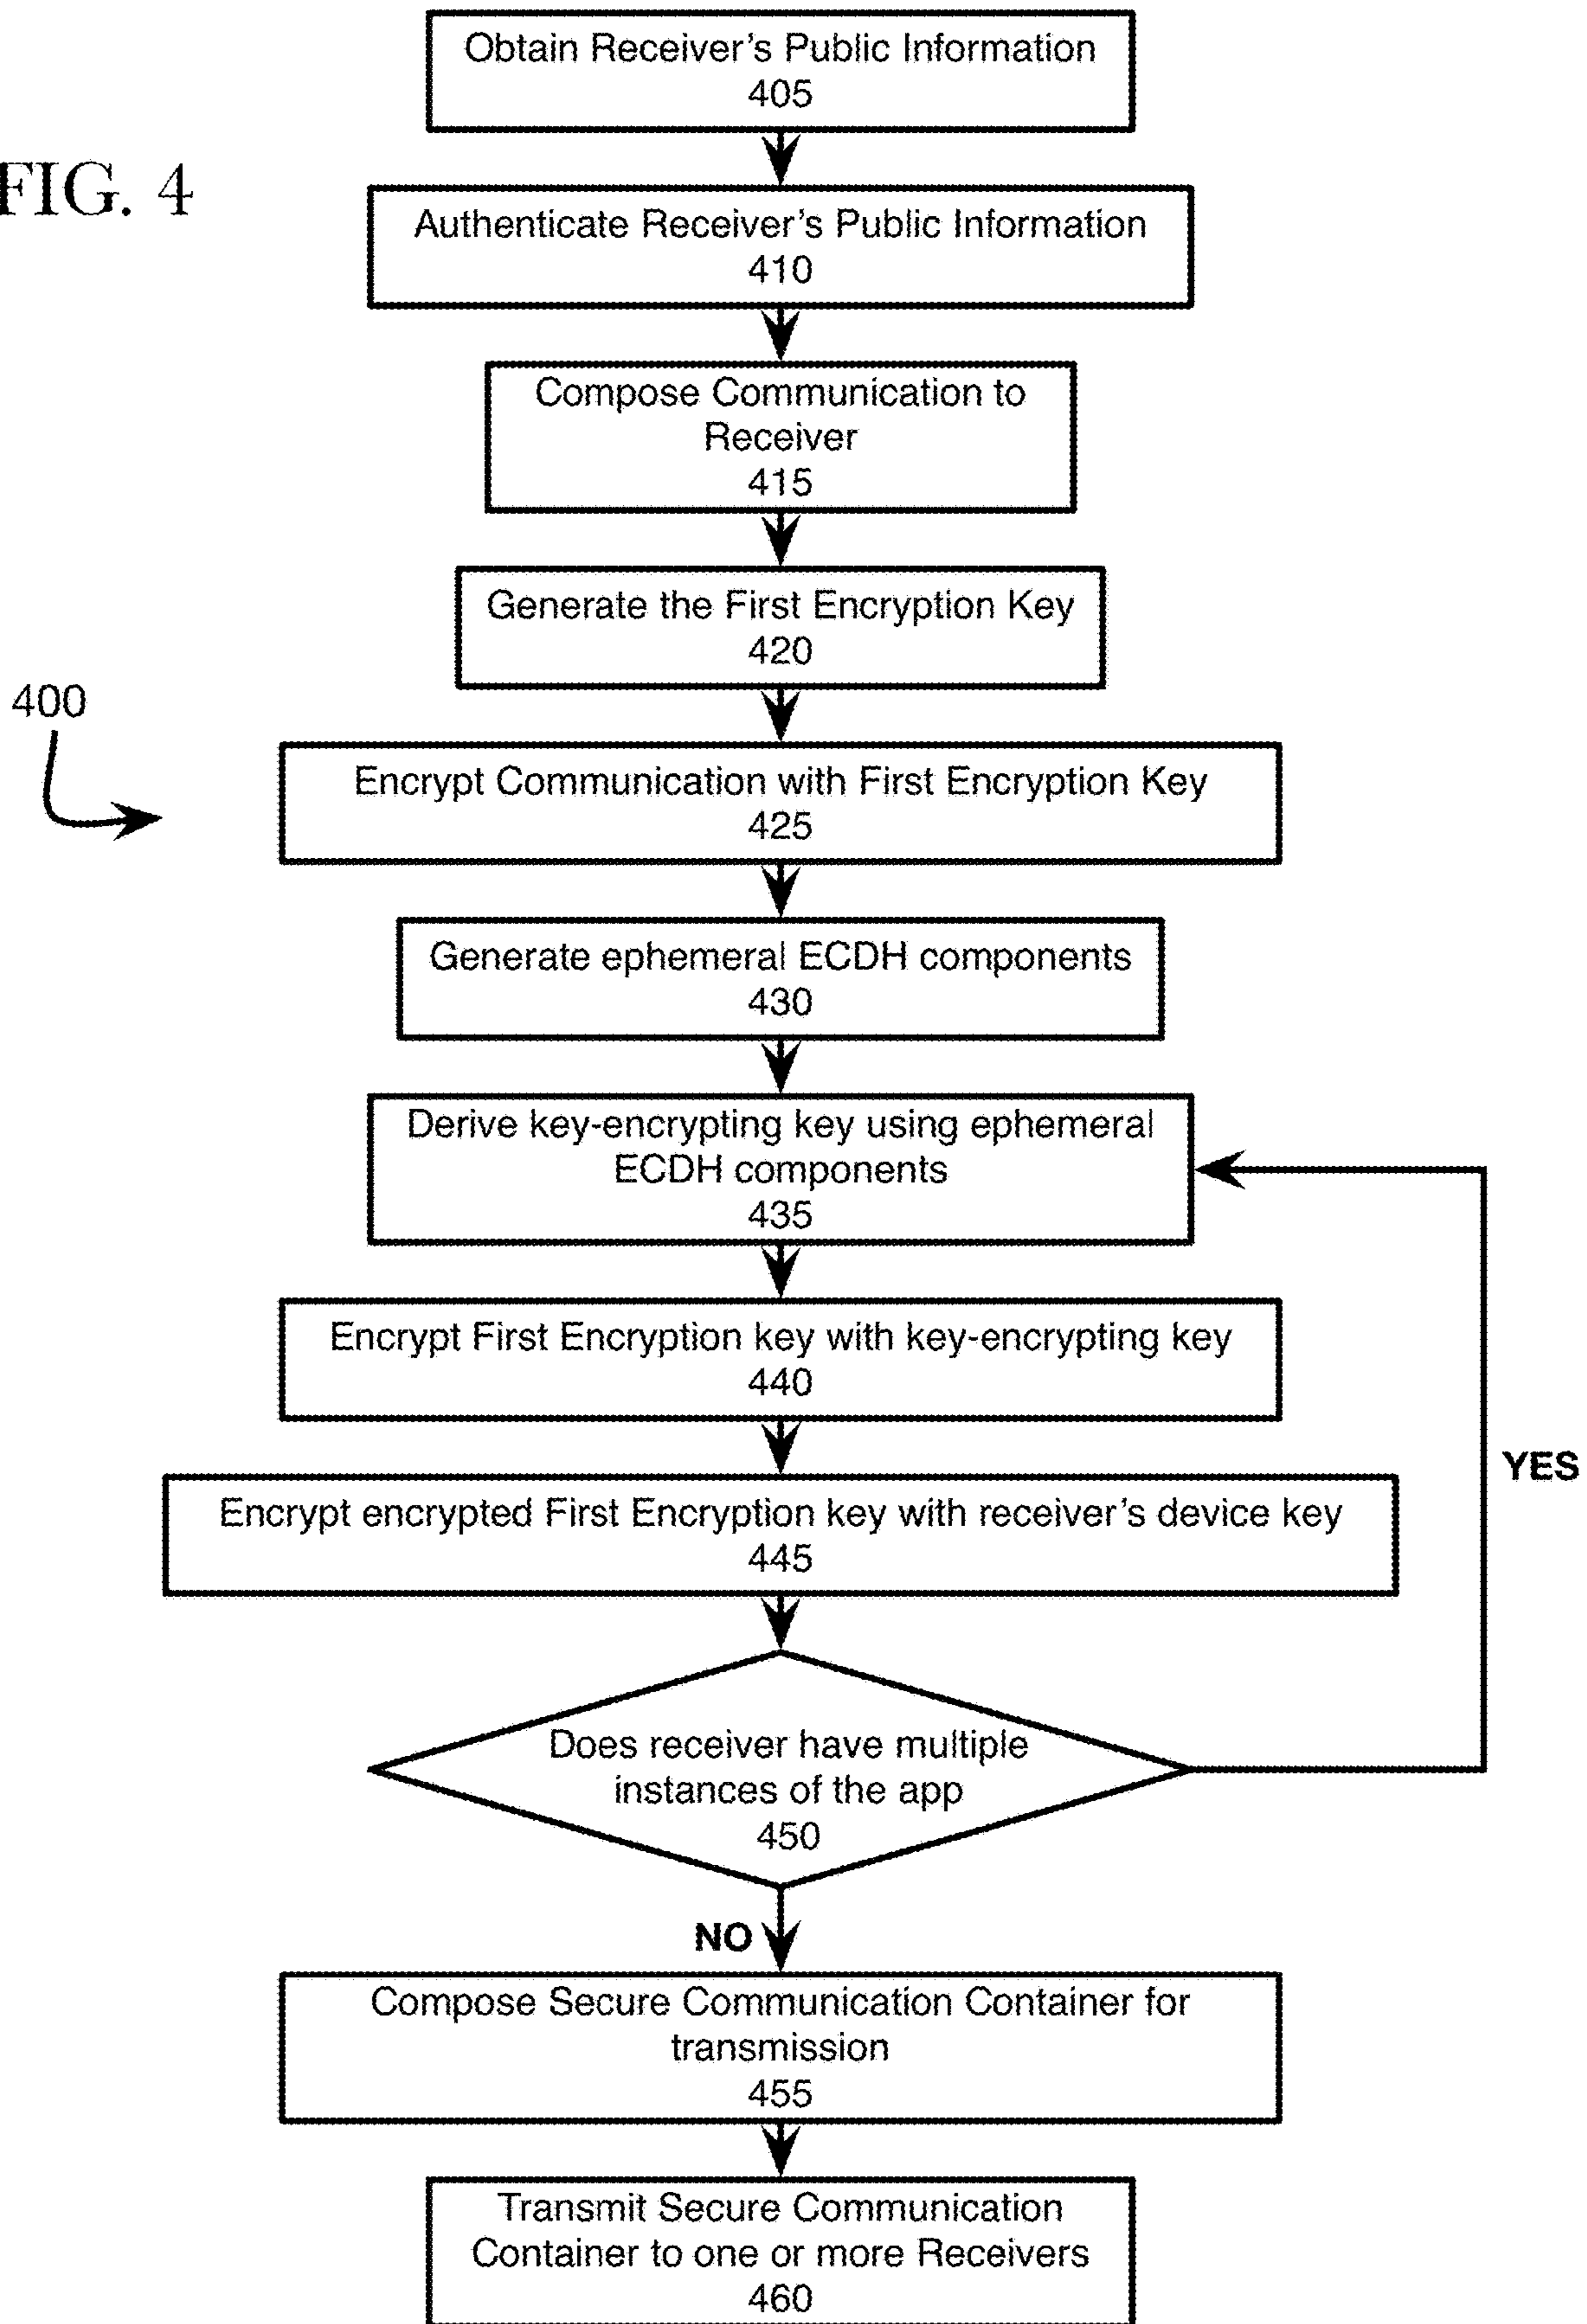 Obtain Receiver's Public Information
405
FIG. 4
Authenticate Receiver's Public Information
410
Compose Communication to
Receiver
415
Generate the First Encryption Key
420
400
Encrypt Communication with First Encryption Key
425
Generate ephemeral ECDH components
430
Derive key-encrypting key using ephemeral
ECDH components
435
Encrypt First Encryption key with key-encrypting key
440
YES
Encrypt encrypted First Encryption key with receiver's device key
445
Does receiver have multiple
instances of the app
450
NO
Compose Secure Communication Container for
transmission
455
Transmit Secure Communication
Container to one or more Receivers
460